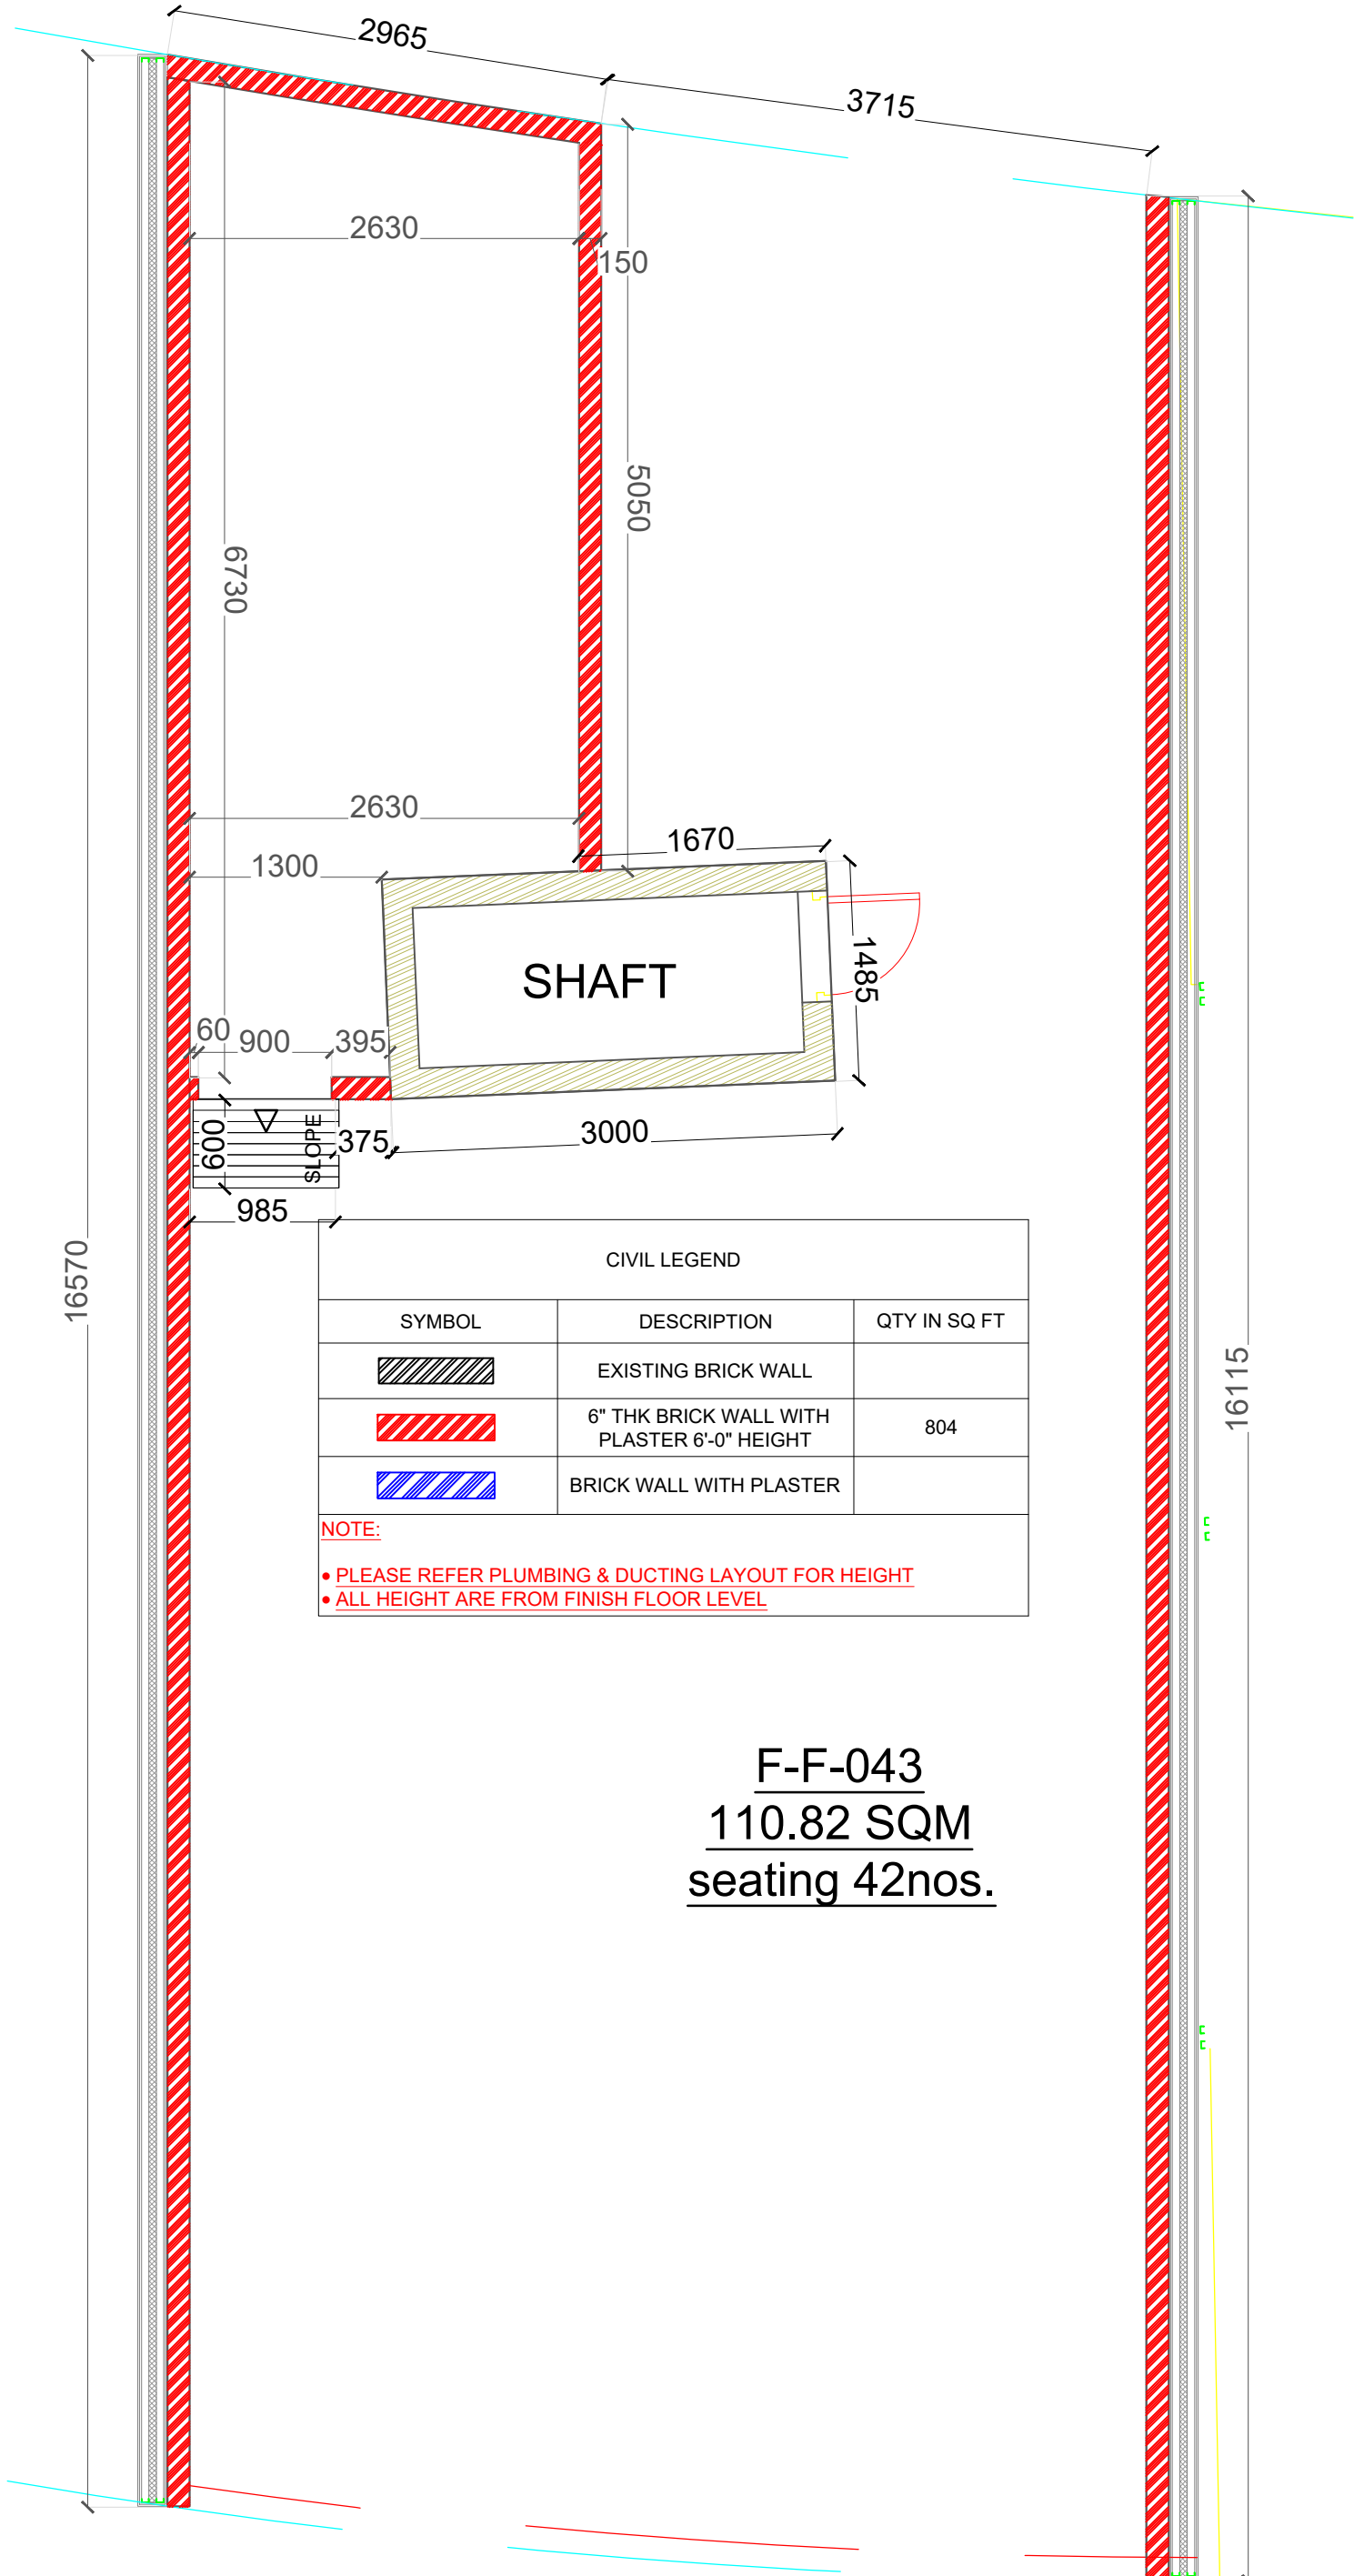 2965
3715
2630
150
5050
6730
2630
1300
1670
SHAFT
1485
60
900
395
600
SLOPE
375
3000
985
16570
16115
CIVIL LEGEND
SYMBOL DESCRIPTION QTY IN SQ FT
EXISTING BRICK WALL
6" THK BRICK WALL WITH
PLASTER 6'-0" HEIGHT
804
BRICK WALL WITH PLASTER
NOTE:
• PLEASE REFER PLUMBING & DUCTING LAYOUT FOR HEIGHT
• ALL HEIGHT ARE FROM FINISH FLOOR LEVEL
F-F-043
110.82 SQM
seating 42nos.